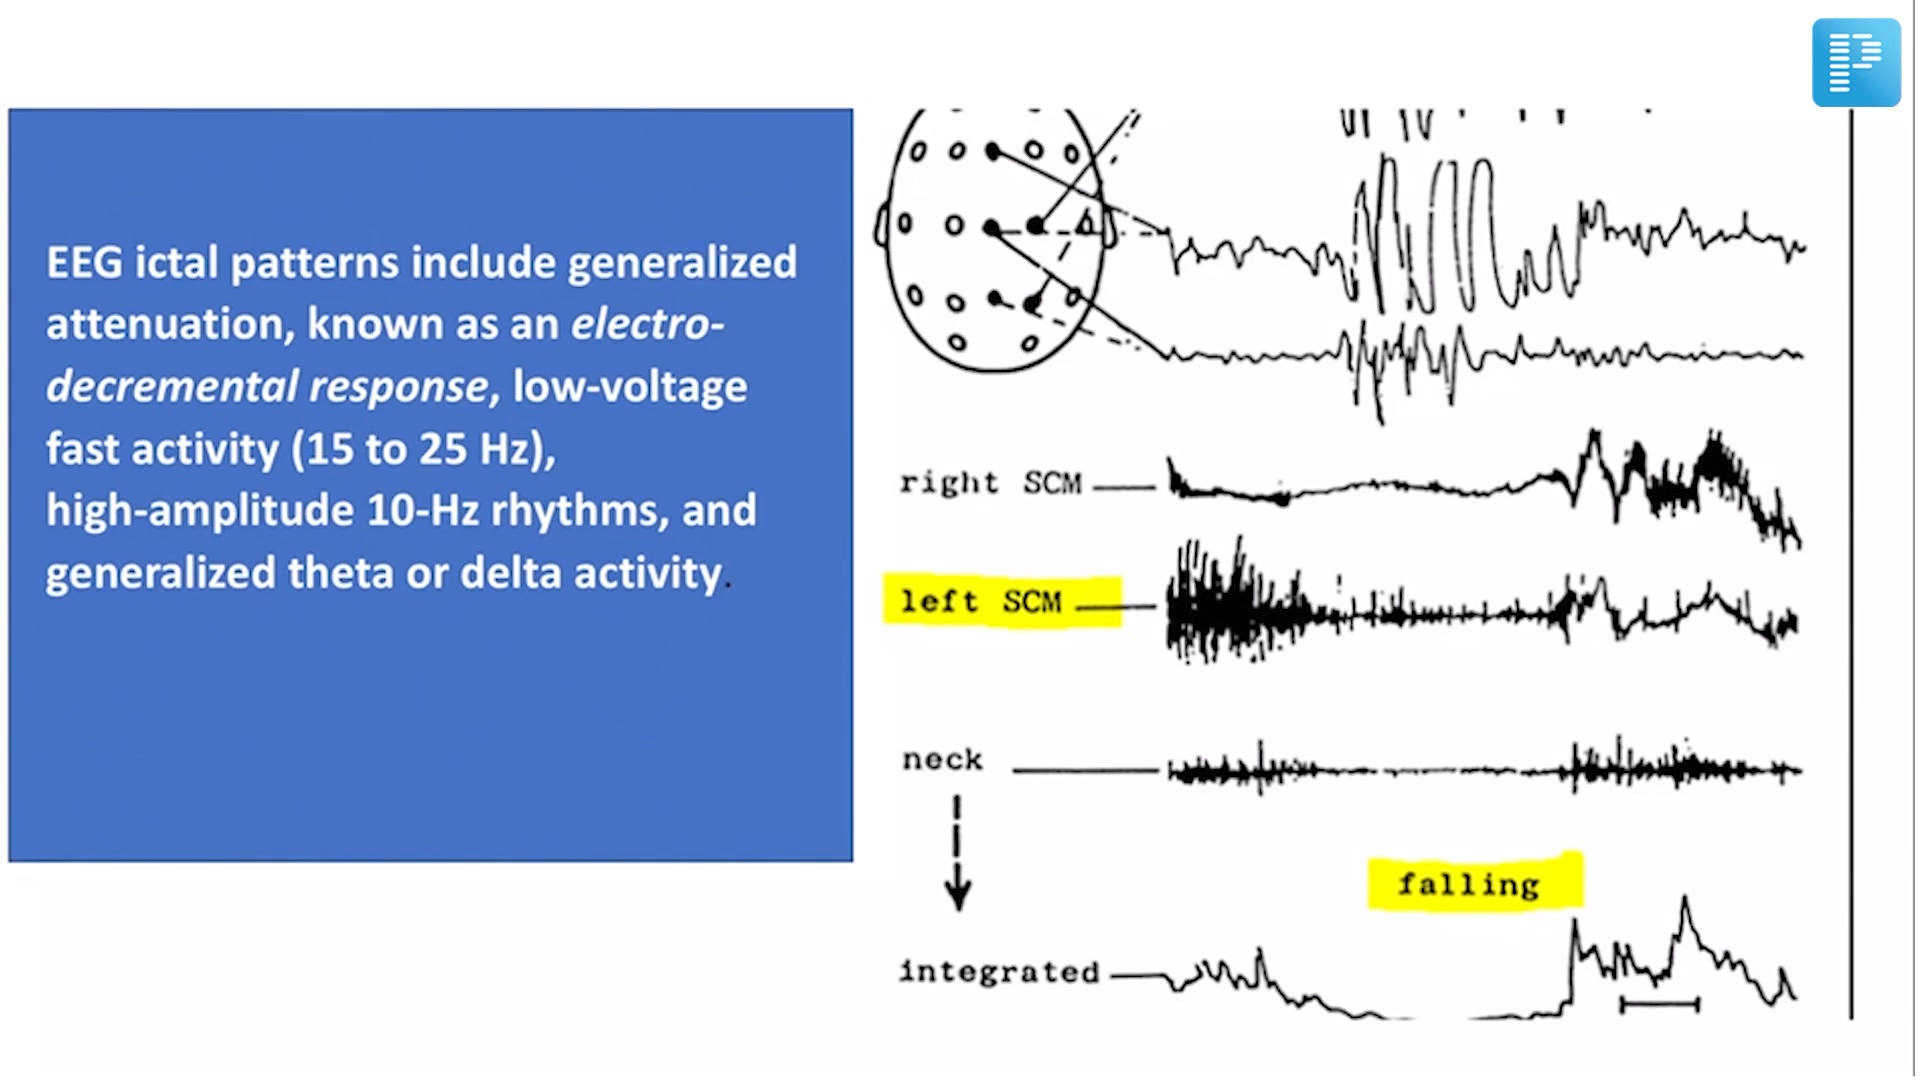 EEG ictal patterns include generalized
attenuation, known as an electro-
decremental response, low-voltage
fast activity (15 to 25 Hz),
high-amplitude 10-Hz rhythms, and
generalized theta or delta activity.
right SCM
left SCM
neck
falling
integrated